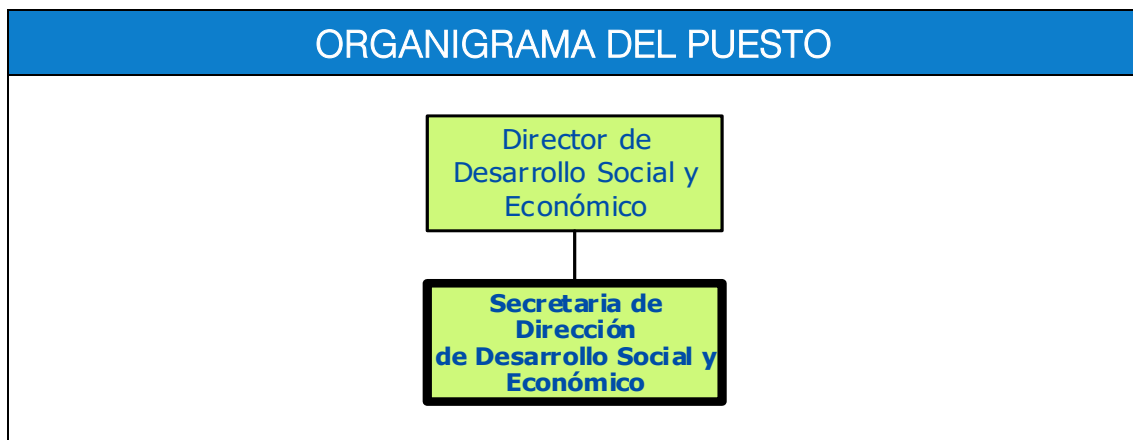 ORGANIGRAMA DEL PUESTO
Director de
Desarrollo Social y
Económico
Secretaria de
Dirección
de Desarrollo Social y
Económico